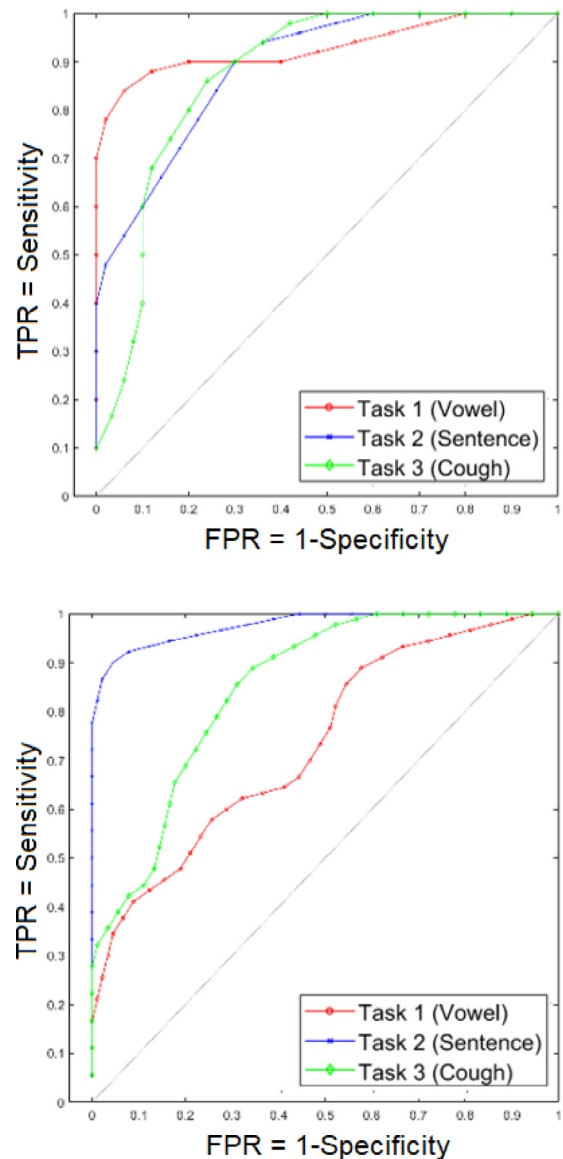 1
0.9
0.8
0.7
0.6
0.5
0.4
0.3
0.2
0.1
0
TPR = Sensitivity
Task 1 (Vowel)
Task 2 (Sentence)
Task 3 (Cough)
0 0.1 0.2 0.3 0.4 0.5 0.6 0.7 0.8 0.9 1
FPR = 1-Specificity
1
0.9
0.8
0.7
0.6
0.5
0.4
0.3
0.2
0.1
0
TPR = Sensitivity
Task 1 (Vowel)
Task 2 (Sentence)
Task 3 (Cough)
0 0.1 0.2 0.3 0.4 0.5 0.6 0.7 0.8 0.9 1
FPR = 1-Specificity